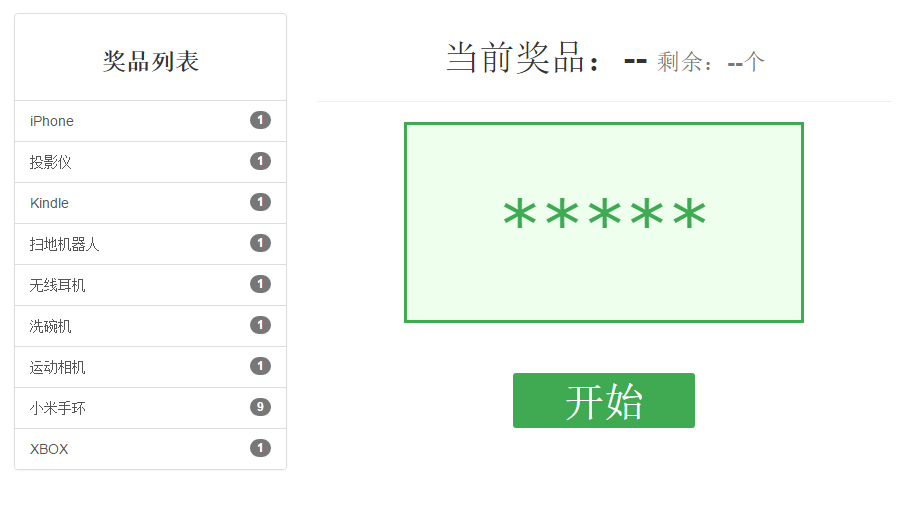 奖品列表
iPhone 1
投影仪 1
Kindle 1
扫地机器人 1
无线耳机 1
洗碗机 1
运动相机 1
小米手环 9
XBOX 1
当前奖品：-- 剩余：--个
*****
开始